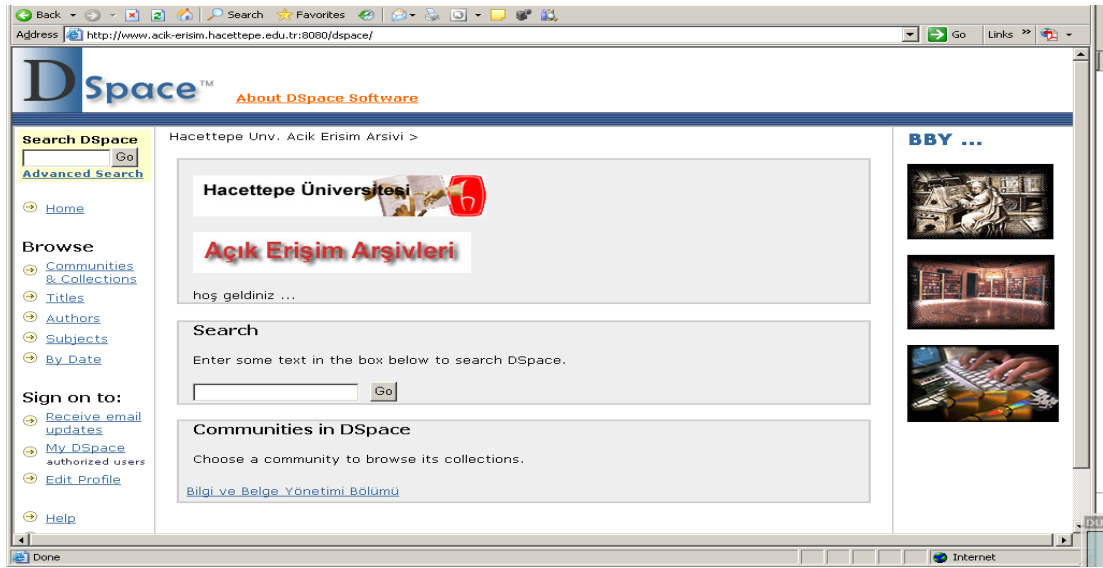 Back
Search
Favorites
Address http://www.acik-erisim.hacettepe.edu.tr:8080/dspace/
Go
Links »
DSpace™
About DSpace Software
Search DSpace
Go
Advanced Search
Home
Browse
Communities
& Collections
Titles
Authors
Subjects
By Date
Sign on to:
Receive email
updates
My DSpace
authorized users
Edit Profile
Help
Hacettepe Unv. Acik Erisim Arsivi >
Hacettepe Üniversitesi
Açık Erişim Arşivleri
hoş geldiniz ...
Search
Enter some text in the box below to search DSpace.
Go
Communities in DSpace
Choose a community to browse its collections.
Bilgi ve Belge Yönetimi Bölümü
BBY ...
Done
Internet
DU